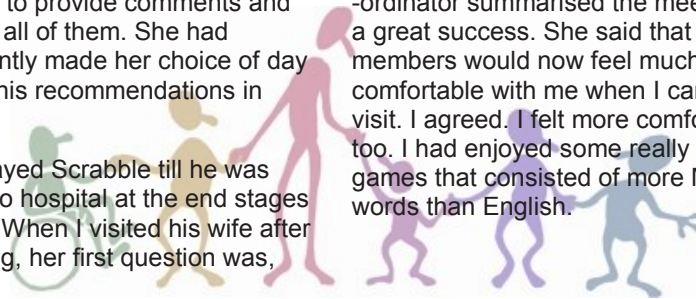 to provide comments and
all of them. She had
ntly made her choice of day
his recommendations in
ayed Scrabble till he was
o hospital at the end stages
When I visited his wife after
g, her first question was,
-ordinator summarised the mee
a great success. She said that
members would now feel much
comfortable with me when I car
visit. I agreed. I felt more comfo
too. I had enjoyed some really
games that consisted of more M
words than English.